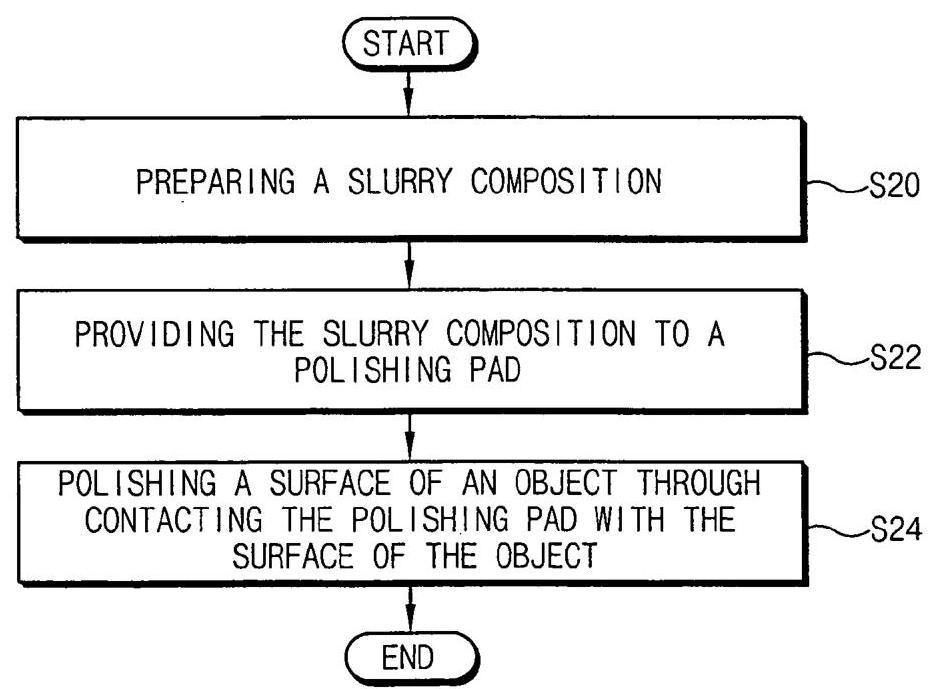 START
PREPARING A SLURRY COMPOSITION
S20
PROVIDING THE SLURRY COMPOSITION TO A
POLISHING PAD
S22
POLISHING A SURFACE OF AN OBJECT THROUGH
CONTACTING THE POLISHING PAD WITH THE
SURFACE OF THE OBJECT
S24
END